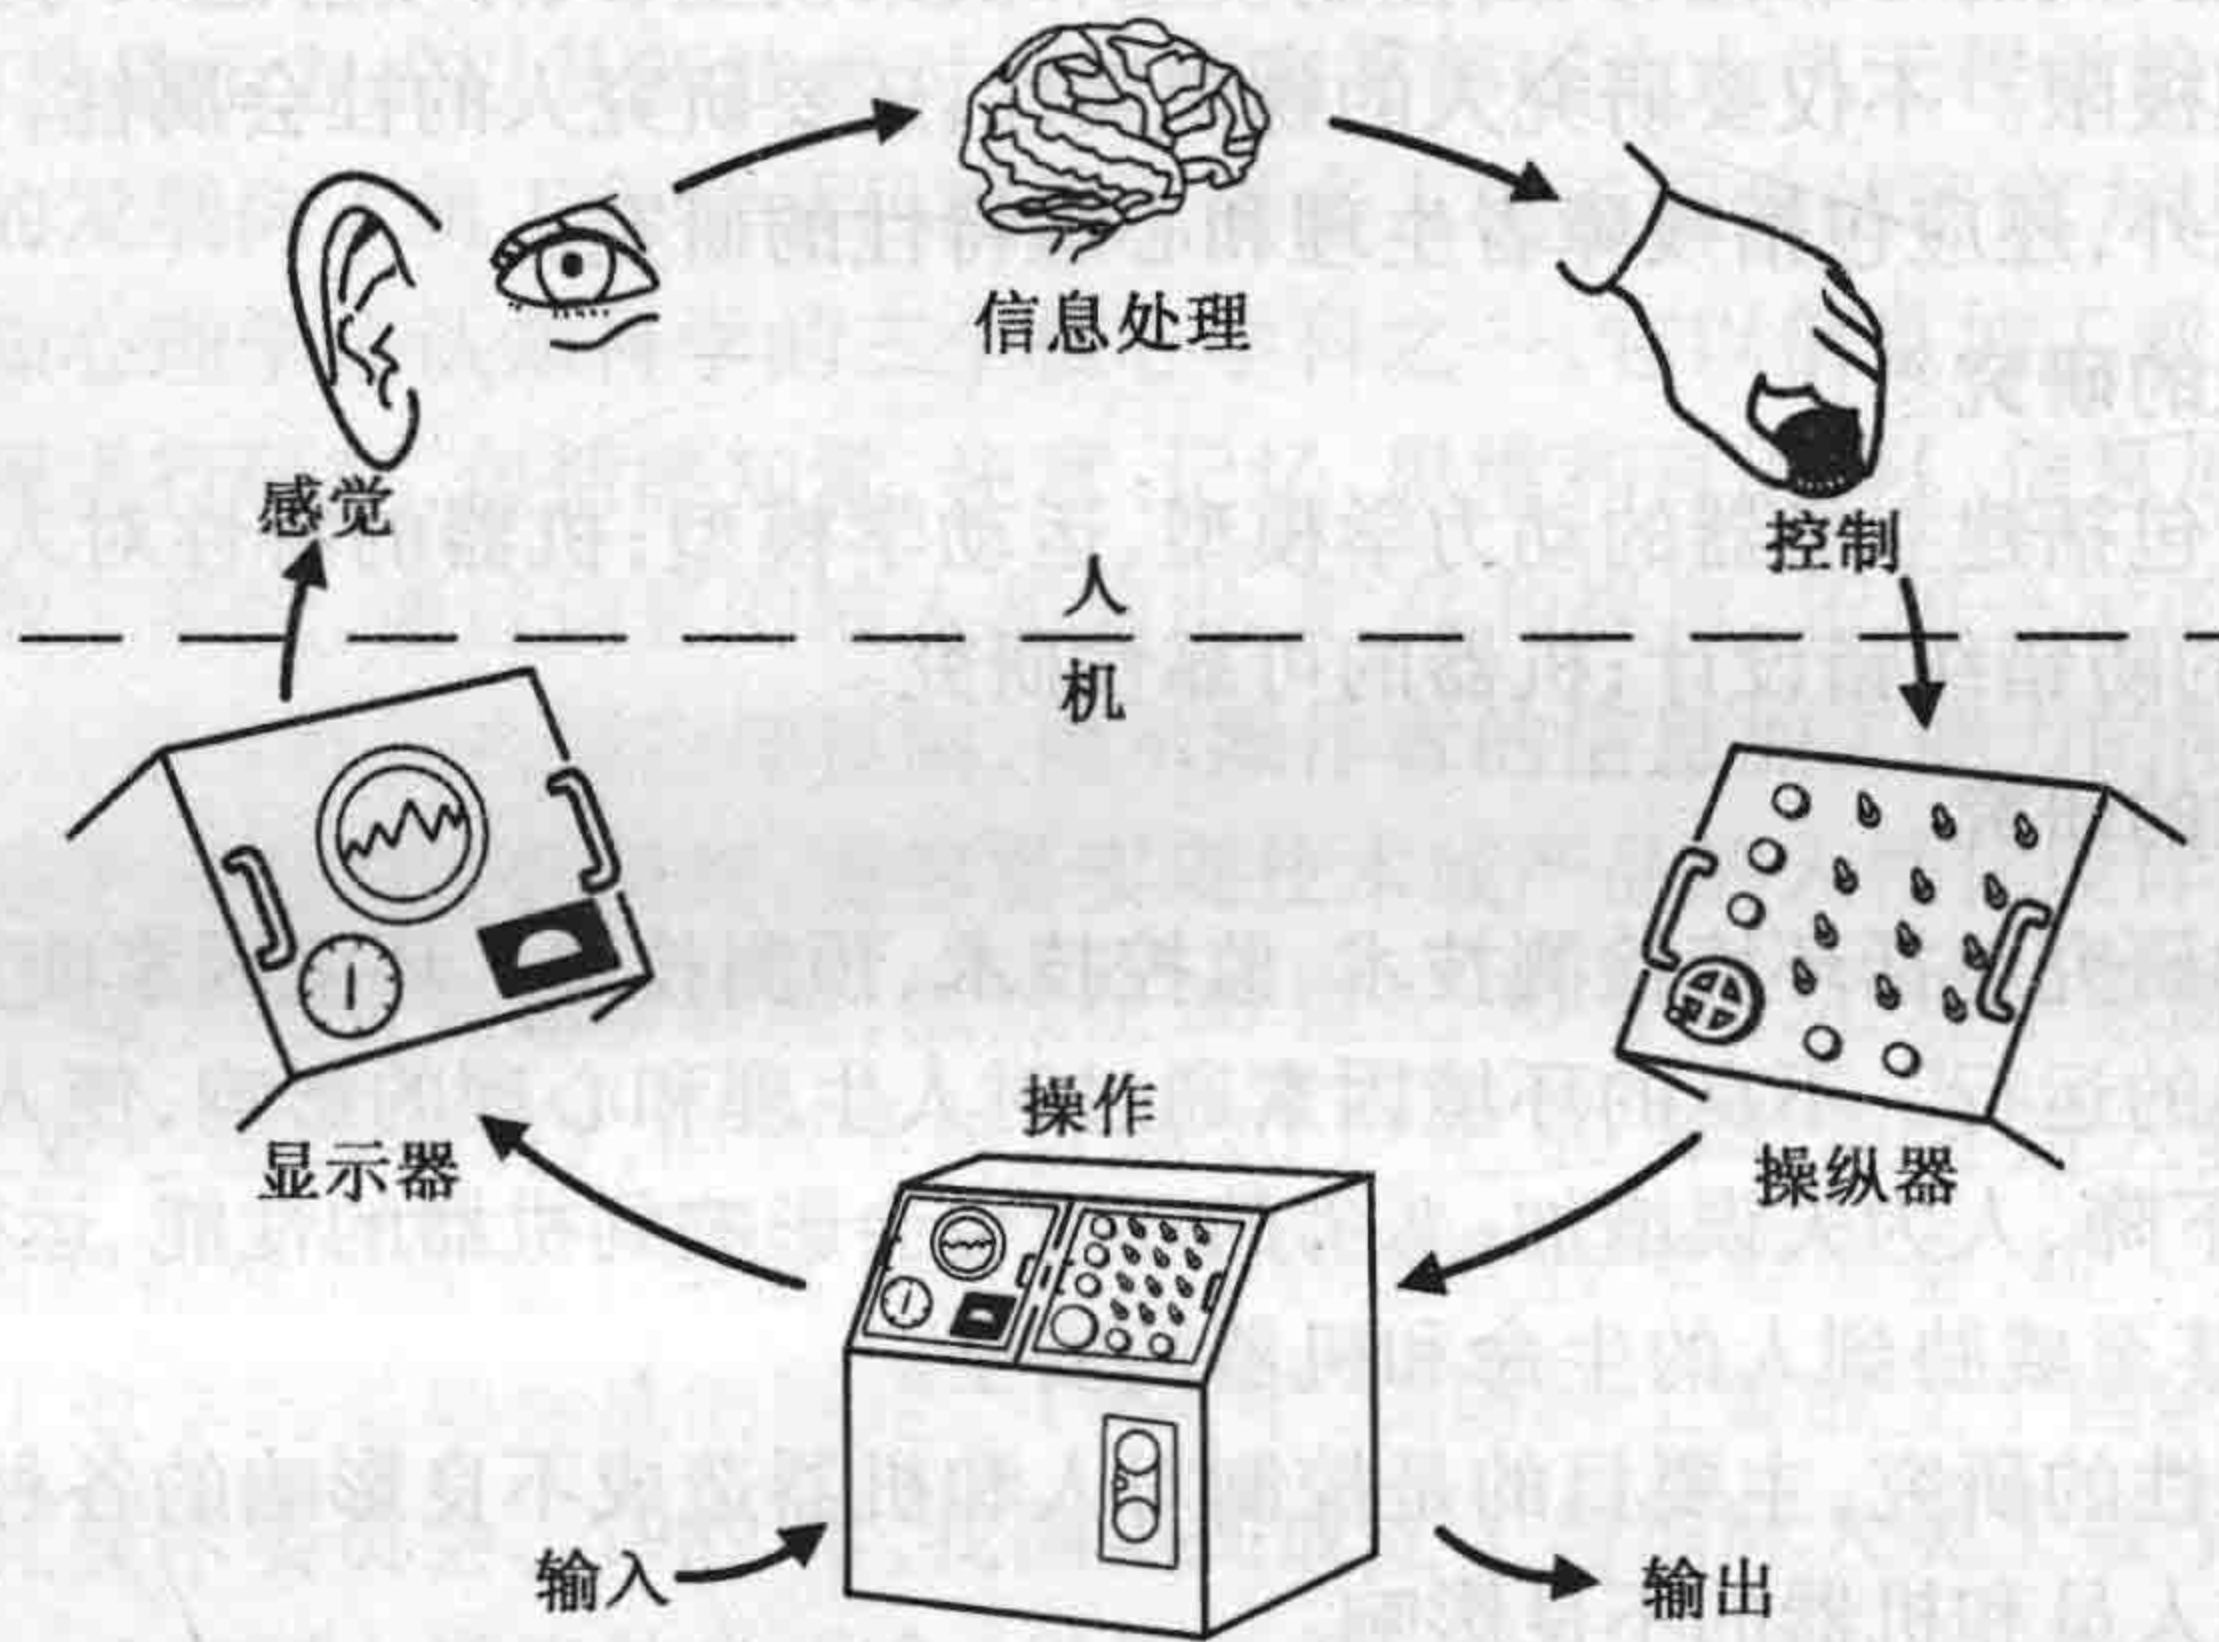 信息处理
感觉
控制
人
机
操作
显示器
操纵器
输入
输出